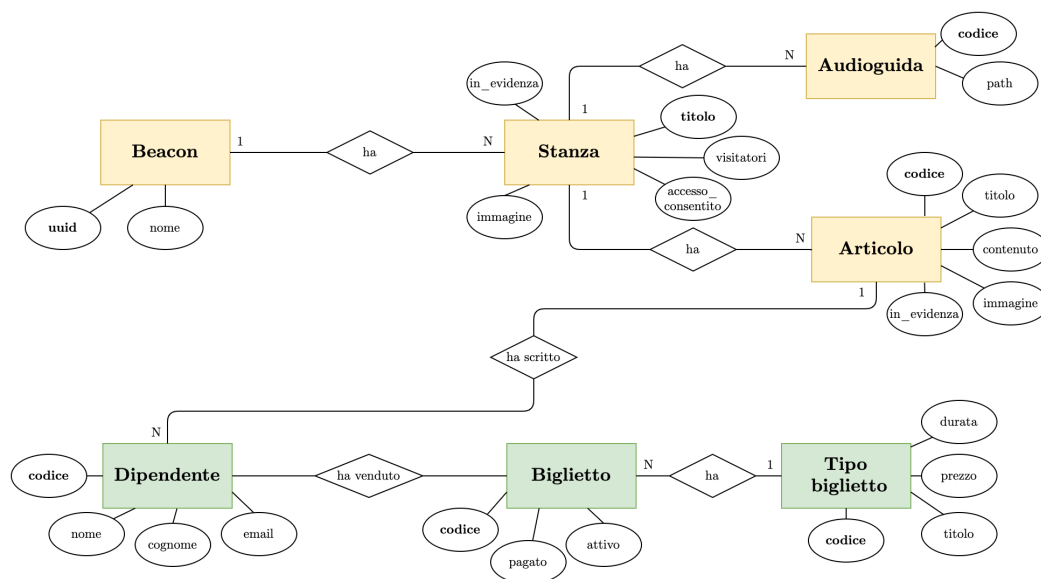 codice
ha
N
Audioguida
path
in_evidenza
1
titolo
Beacon
1
ha
N
Stanza
visitatori
codice
accesso_
consentito
titolo
uuid
nome
immagine
1
ha
N
Articolo
contenuto
1
in_evidenza
immagine
ha scritto
durata
N
codice
Dipendente
ha venduto
Biglietto
N
ha
1
Tipo
biglietto
prezzo
nome
cognome
email
codice
pagato
attivo
codice
titolo